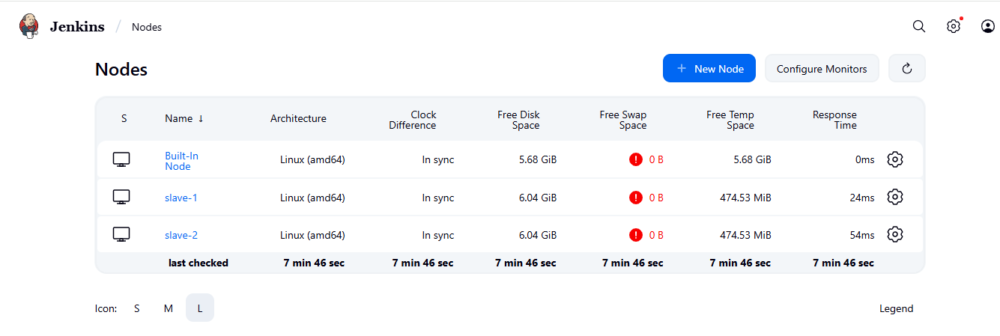 Jenkins / Nodes
Nodes
+ New Node Configure Monitors
S Name ↓ Architecture Clock Difference Free Disk Space Free Swap Space Free Temp Space Response Time
Built-In Node Linux (amd64) In sync 5.68 GiB ! 0 B 5.68 GiB 0ms
slave-1 Linux (amd64) In sync 6.04 GiB ! 0 B 474.53 MiB 24ms
slave-2 Linux (amd64) In sync 6.04 GiB ! 0 B 474.53 MiB 54ms
last checked 7 min 46 sec 7 min 46 sec 7 min 46 sec 7 min 46 sec 7 min 46 sec 7 min 46 sec
Icon: S M L Legend